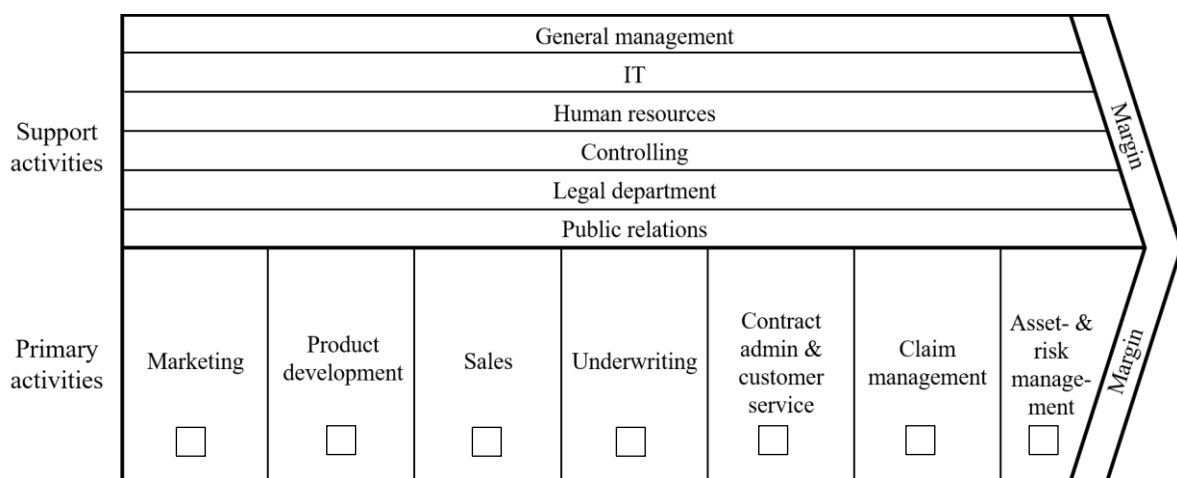 General management
IT
Human resources
Controlling
Legal department
Public relations
Support
activities
Margin
Primary
activities
Marketing
Product
development
Sales
Underwriting
Contract
admin &
customer
service
Claim
management
Asset- &
risk
manage-
ment
Margin